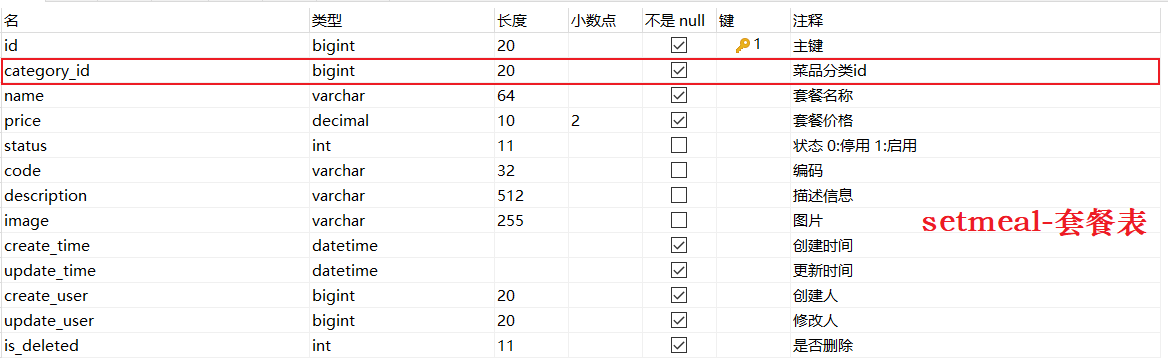 名 类型 长度 小数点 不是 null 键 注释
id bigint 20 1 主键
category_id bigint 20 菜品分类id
name varchar 64 套餐名称
price decimal 10 2 套餐价格
status int 11 状态 0:停用 1:启用
code varchar 32 编码
description varchar 512 描述信息
image varchar 255 图片
setmeal-套餐表
create_time datetime 创建时间
update_time datetime 更新时间
create_user bigint 20 创建人
update_user bigint 20 修改人
is_deleted int 11 是否删除